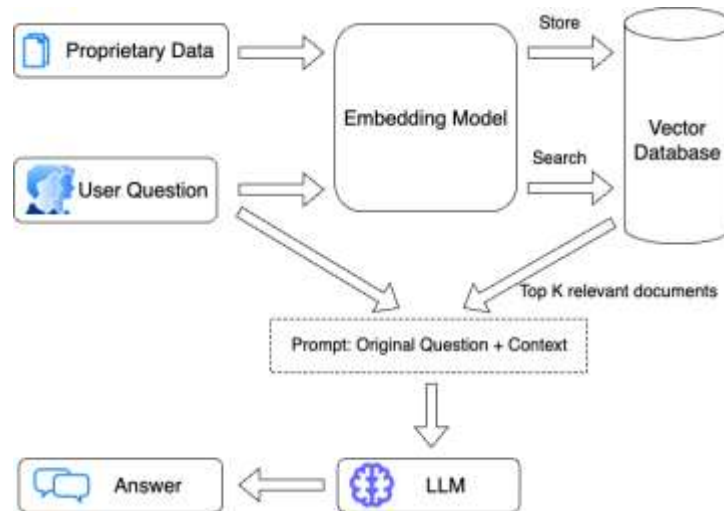 Store
Proprietary Data
Embedding Model
Vector
Database
Search
User Question
Top K relevant documents
Prompt: Original Question + Context
Answer
LLM